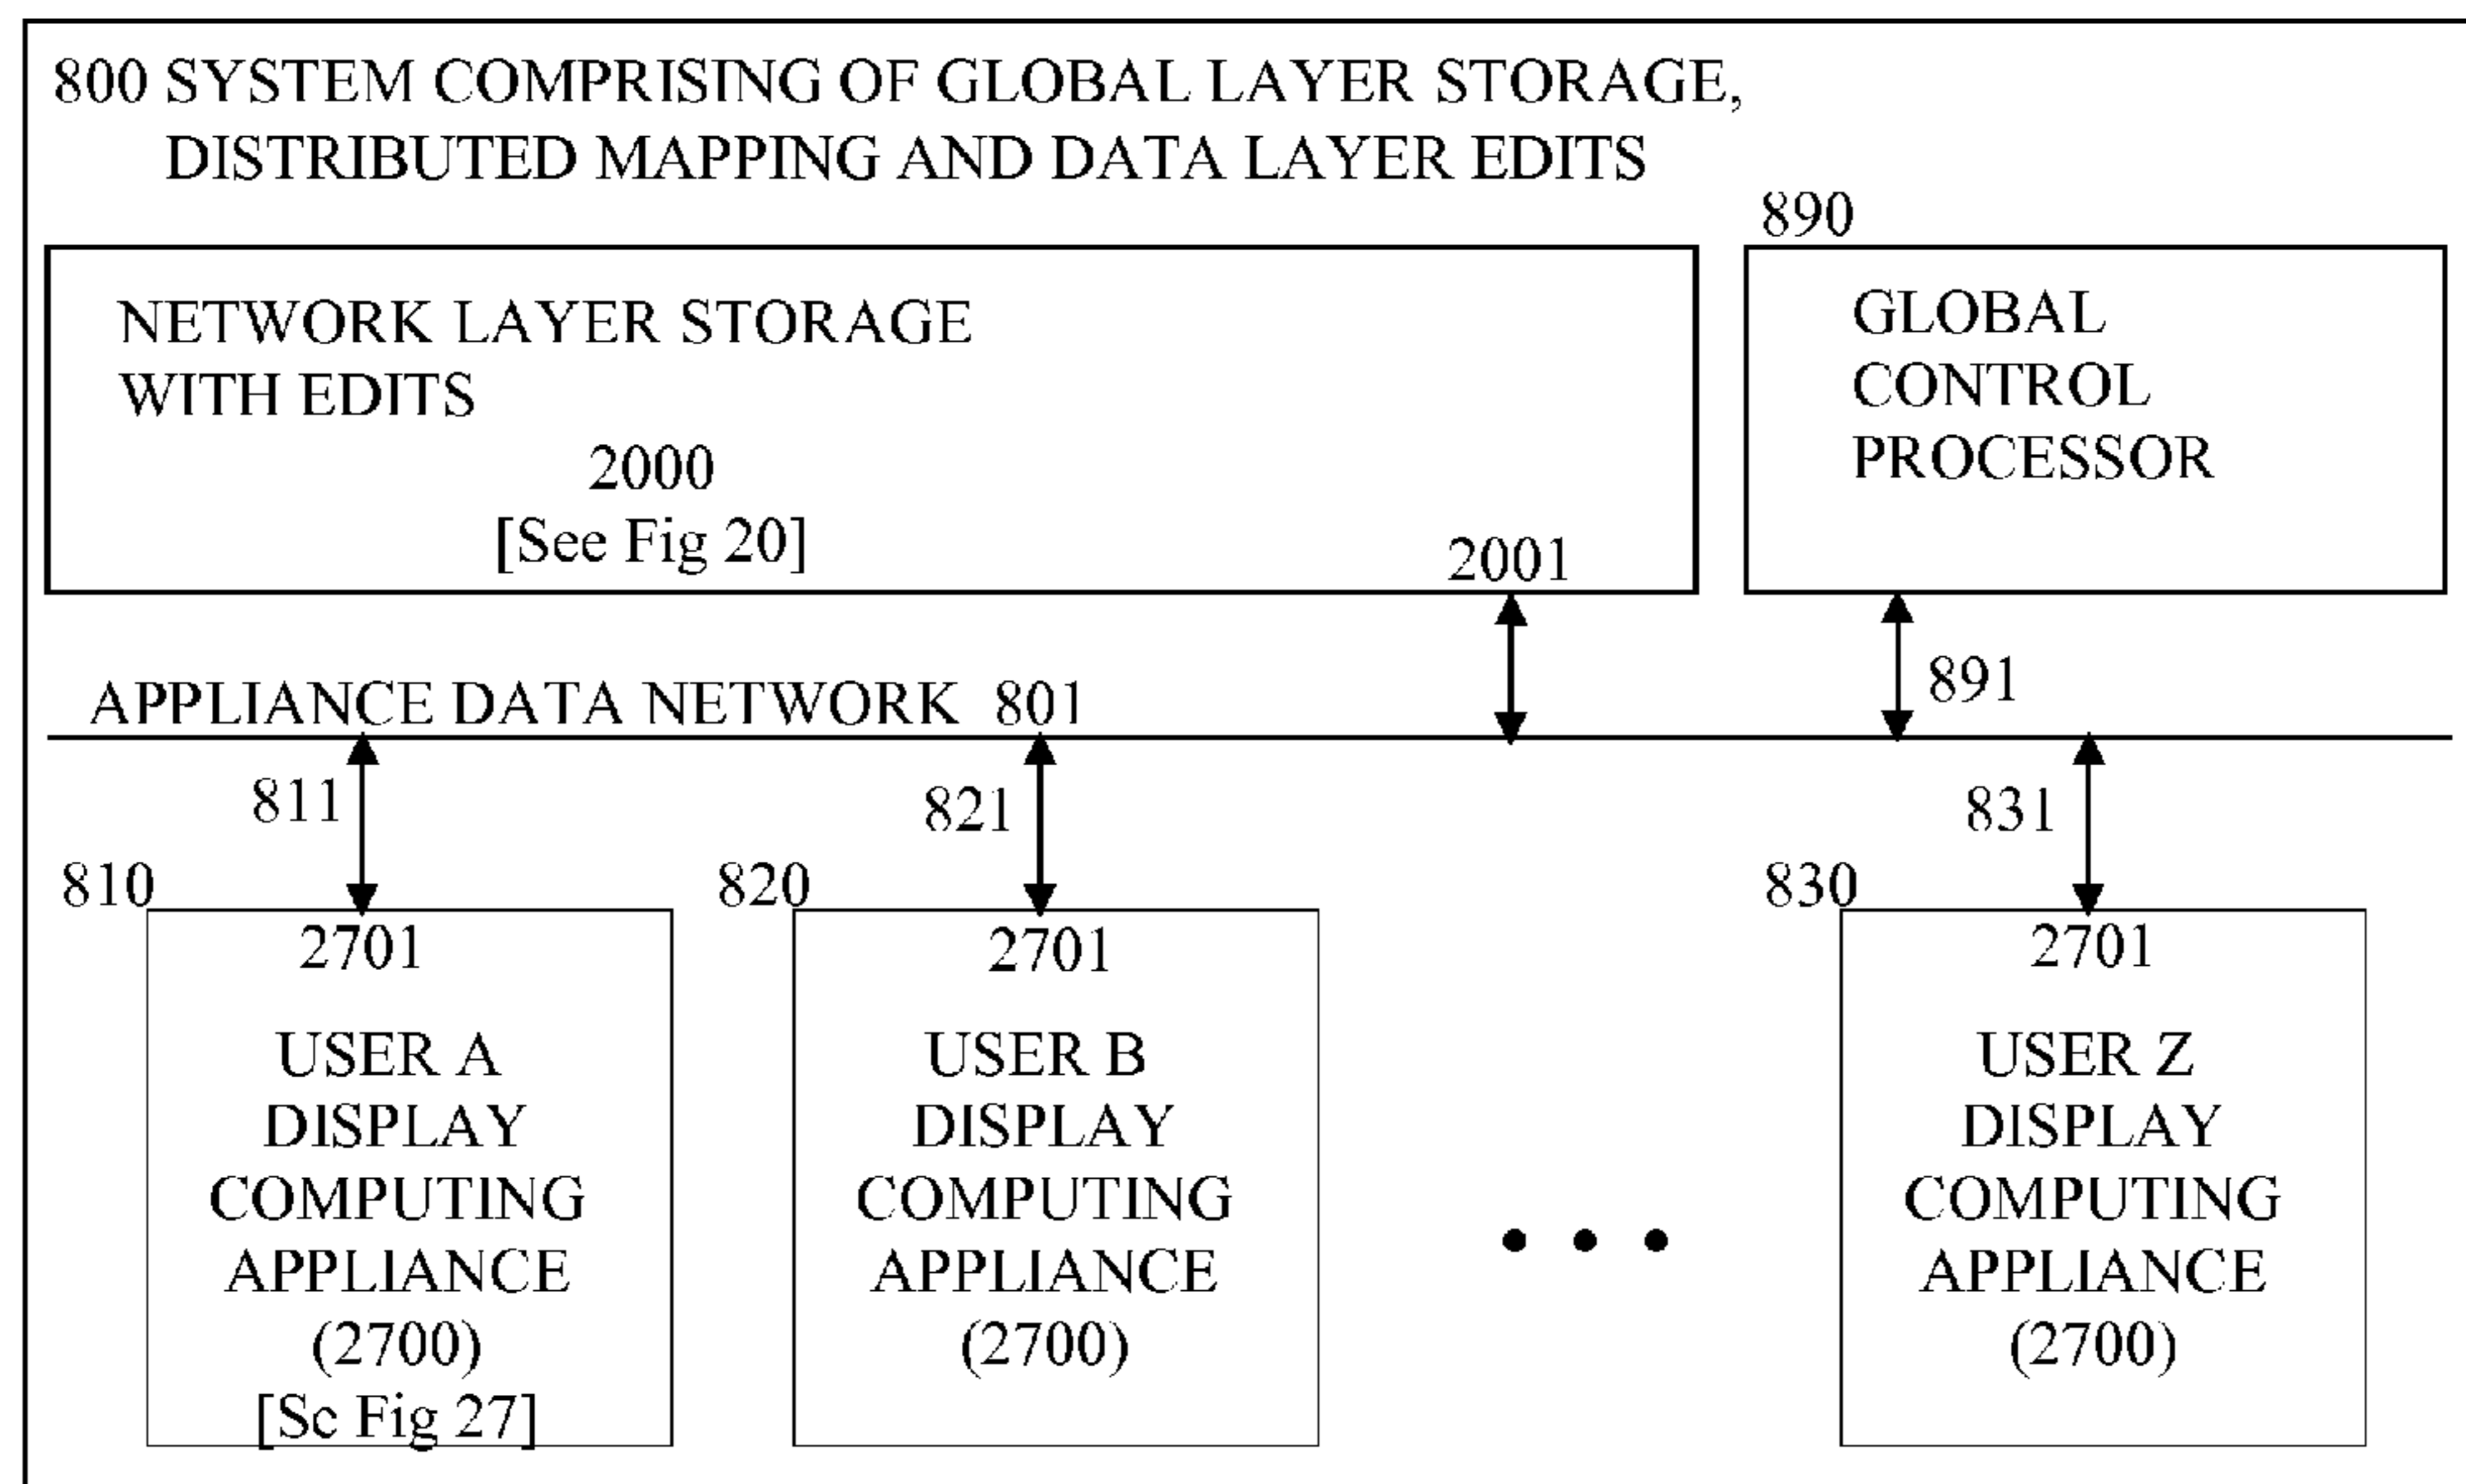 800 SYSTEM COMPRISING OF GLOBAL LAYER STORAGE,
DISTRIBUTED MAPPING AND DATA LAYER EDITS
890
NETWORK LAYER STORAGE
WITH EDITS
2000
[See Fig 20]
2001
GLOBAL
CONTROL
PROCESSOR
891
APPLIANCE DATA NETWORK 801
811
821
831
810
2701
USER A
DISPLAY
COMPUTING
APPLIANCE
(2700)
[Se Fig 27]
820
2701
USER B
DISPLAY
COMPUTING
APPLIANCE
(2700)
• • •
830
2701
USER Z
DISPLAY
COMPUTING
APPLIANCE
(2700)